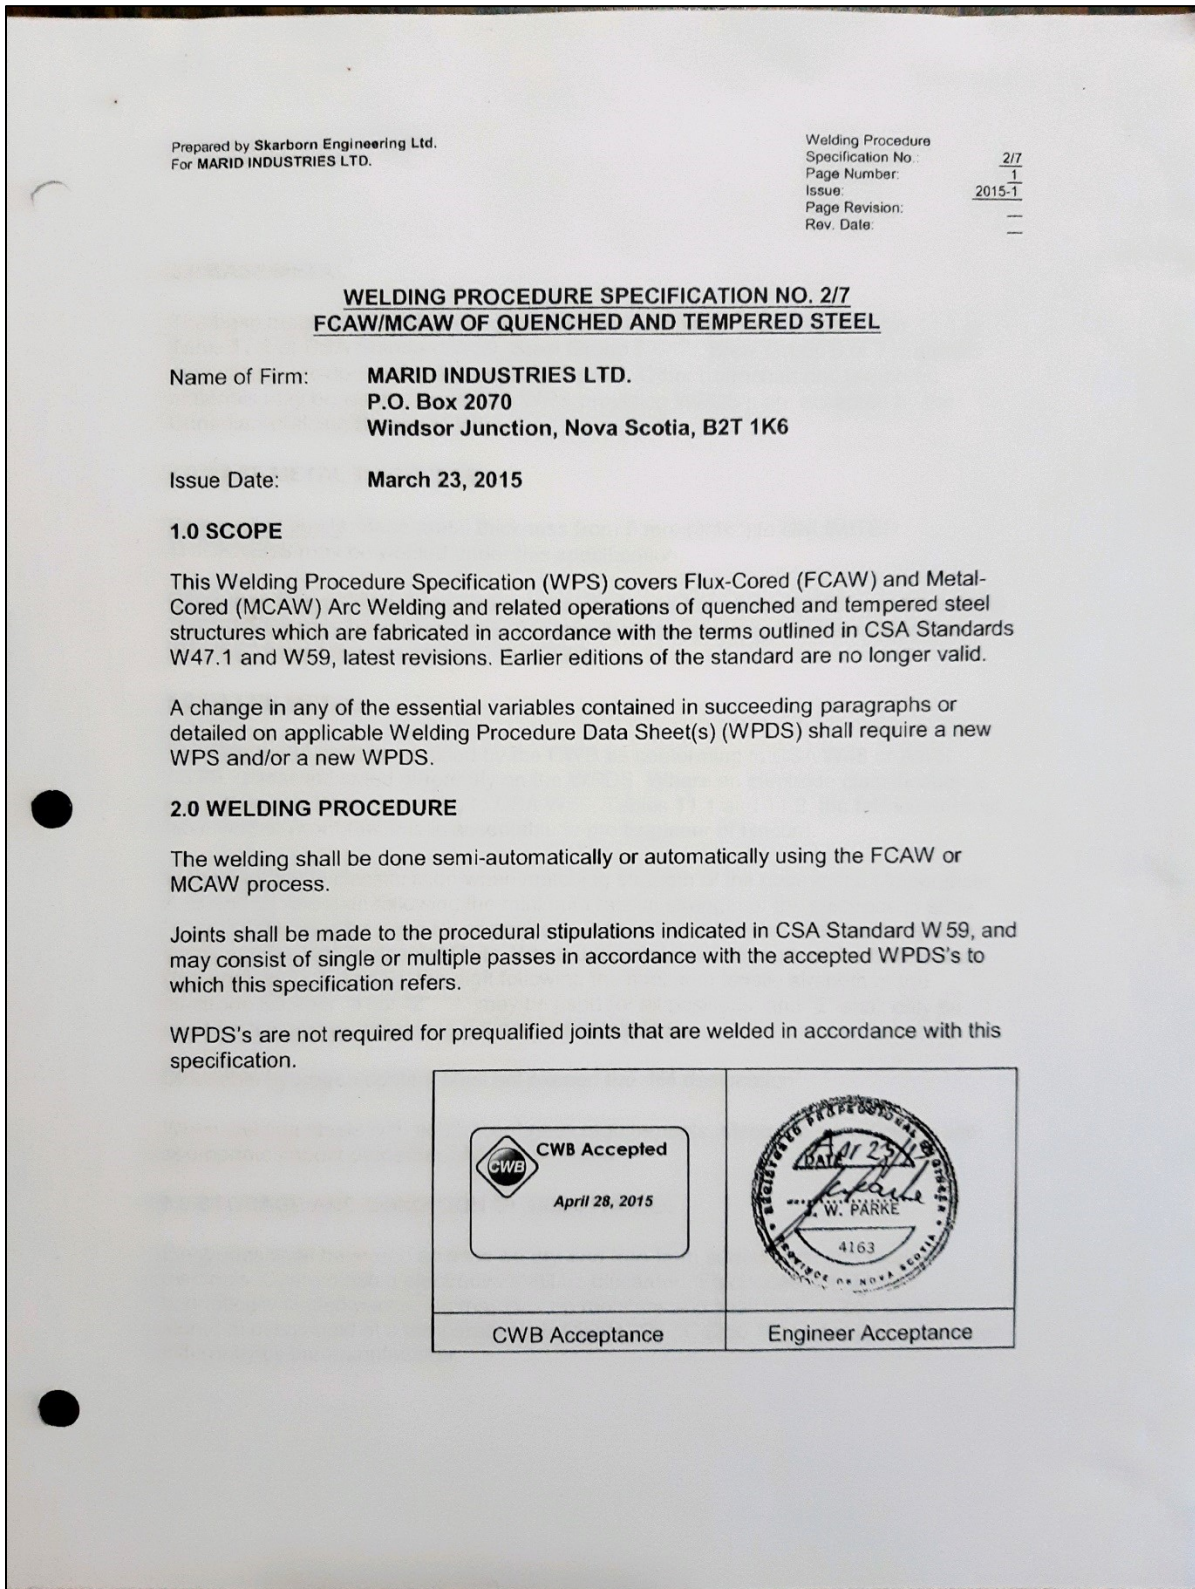 Prepared by Skarborn Engineering Ltd.
For MARID INDUSTRIES LTD.
Welding Procedure
Specification No.: 2/7
Page Number: 1
Issue: 2015-1
Page Revision: —
Rev. Date: —
WELDING PROCEDURE SPECIFICATION NO. 2/7
FCAW/MCAW OF QUENCHED AND TEMPERED STEEL
Name of Firm: MARID INDUSTRIES LTD.
P.O. Box 2070
Windsor Junction, Nova Scotia, B2T 1K6
Issue Date: March 23, 2015
1.0 SCOPE
This Welding Procedure Specification (WPS) covers Flux-Cored (FCAW) and Metal-
Cored (MCAW) Arc Welding and related operations of quenched and tempered steel
structures which are fabricated in accordance with the terms outlined in CSA Standards
W47.1 and W59, latest revisions. Earlier editions of the standard are no longer valid.
A change in any of the essential variables contained in succeeding paragraphs or
detailed on applicable Welding Procedure Data Sheet(s) (WPDS) shall require a new
WPS and/or a new WPDS.
2.0 WELDING PROCEDURE
The welding shall be done semi-automatically or automatically using the FCAW or
MCAW process.
Joints shall be made to the procedural stipulations indicated in CSA Standard W59, and
may consist of single or multiple passes in accordance with the accepted WPDS's to
which this specification refers.
WPDS's are not required for prequalified joints that are welded in accordance with this
specification.
CWB
CWB Accepted
April 28, 2015
REGISTERED PROFESSIONAL ENGINEER
DATE
W. PARKE
4163
PROVINCE OF NOVA SCOTIA
CWB Acceptance
Engineer Acceptance